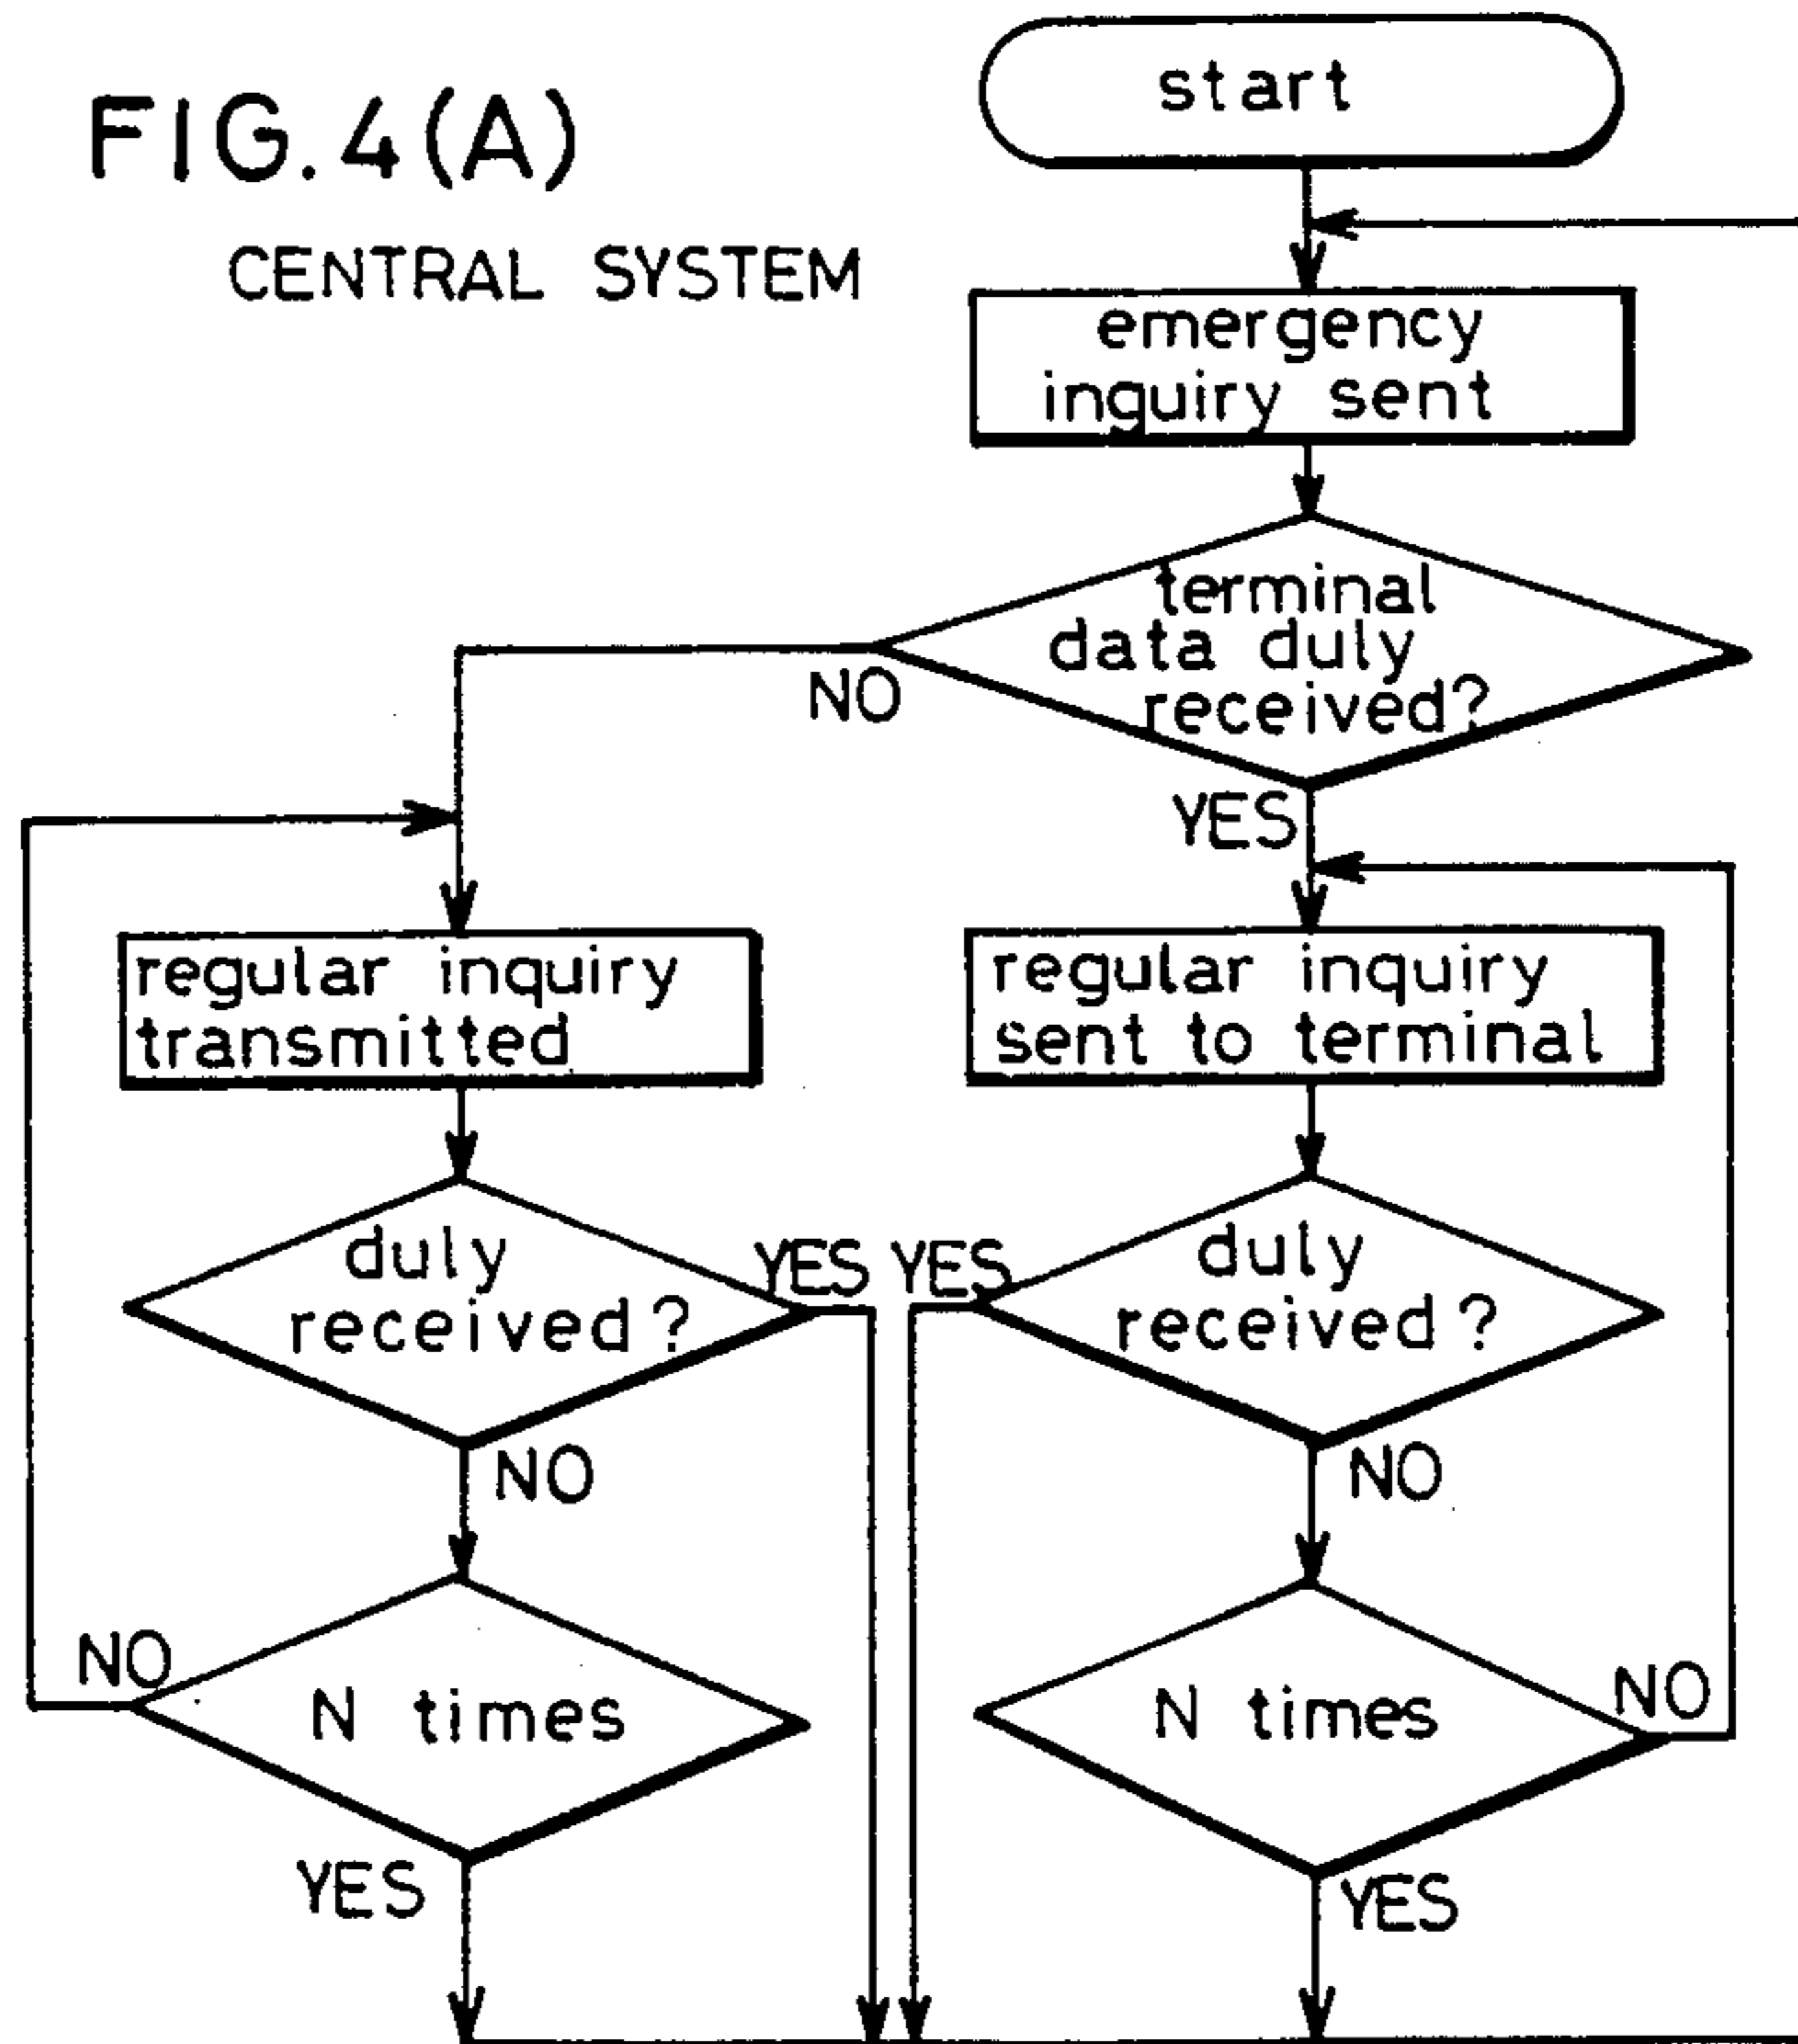 FIG.4(A)
CENTRAL SYSTEM
start
emergency
inquiry sent
terminal
data duly
received?
NO
YES
regular inquiry
transmitted
regular inquiry
sent to terminal
duly
received?
YES
YES
duly
received?
NO
NO
NO
N times
N times
NO
YES
YES